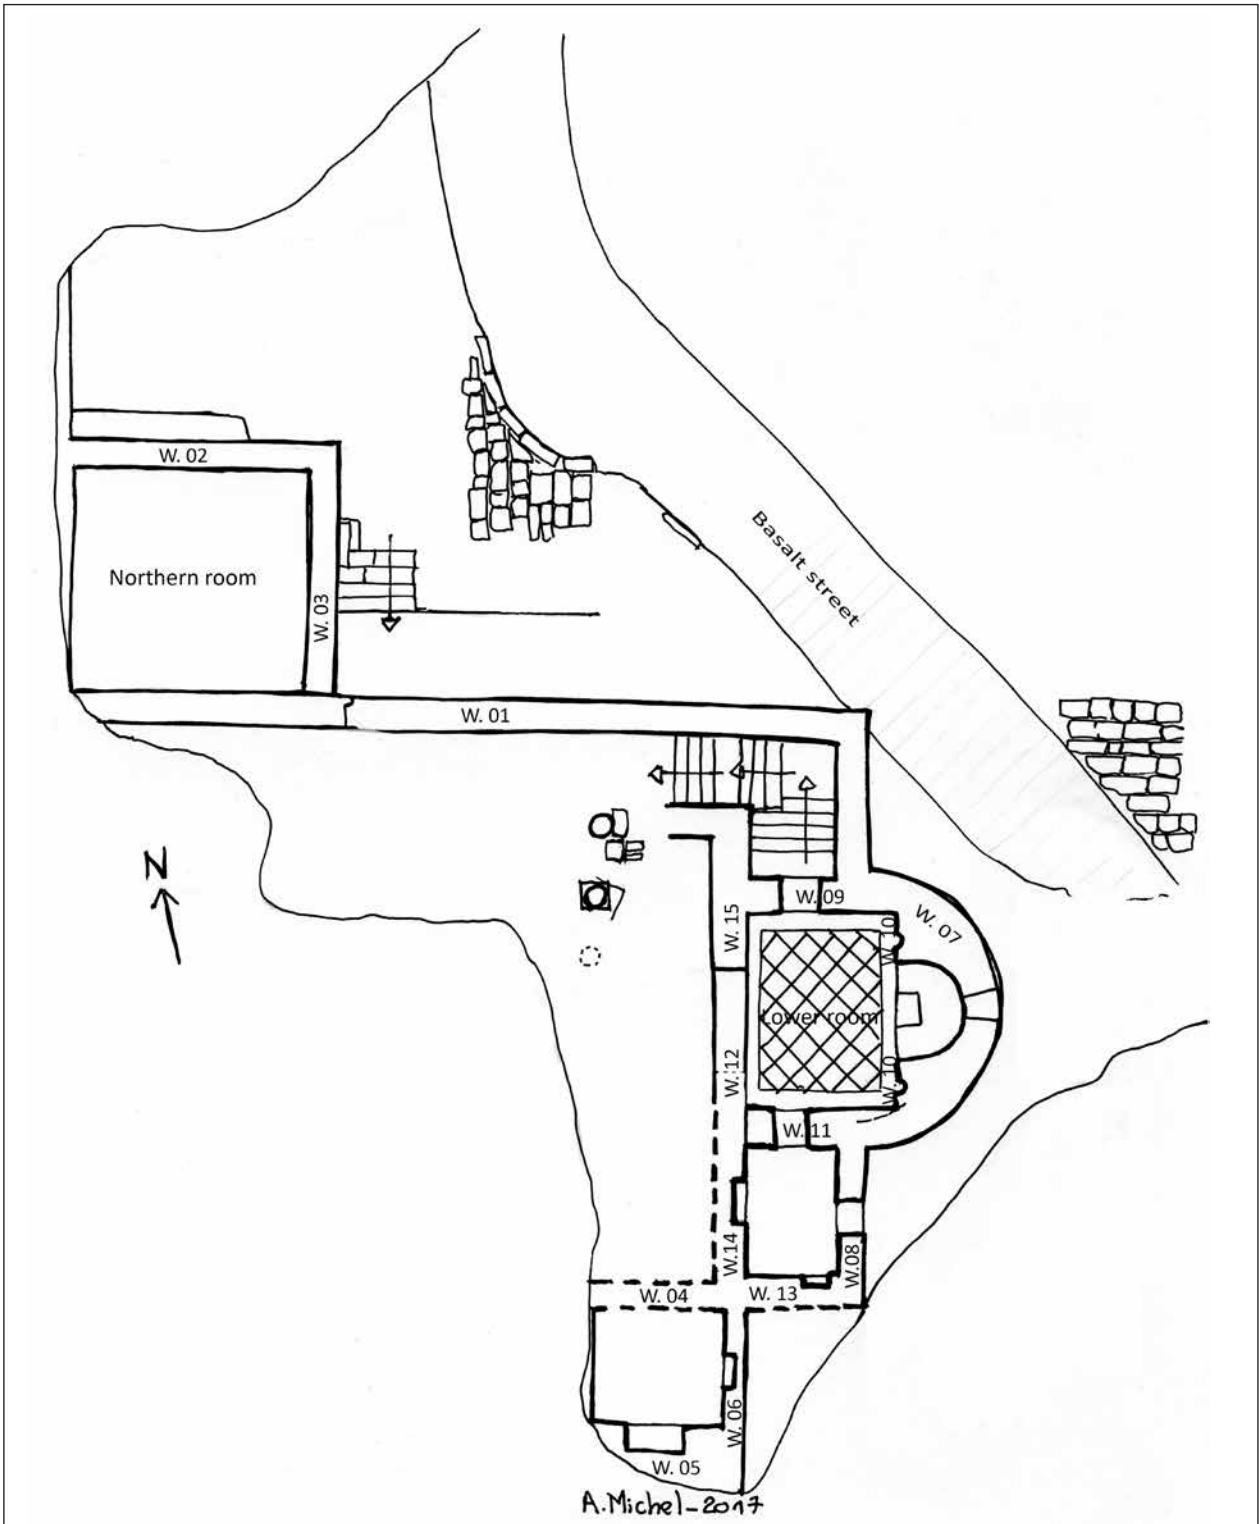 W. 02
Northern room
W. 03
Basalt street
W. 01
N
W. 09
W. 07
W. 15
W. 10
Lower room
W. 12
W. 10
W. 11
W.14
W.08
W. 04
W. 13
W. 06
W. 05
A.Michel-2017